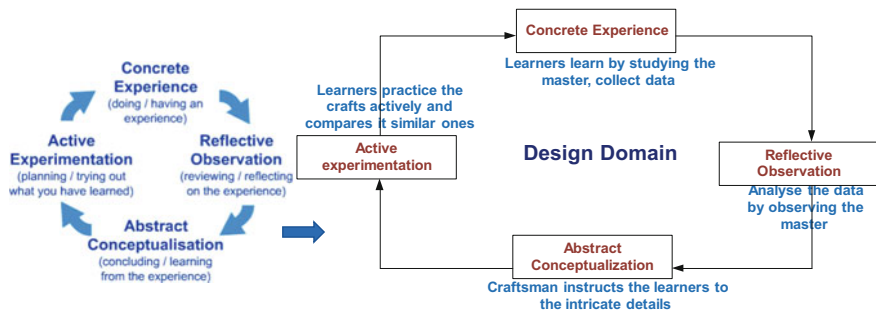 Concrete
Experience
(doing / having an
experience)
Active
Experimentation
(planning / trying out
what you have learned)
Reflective
Observation
(reviewing / reflecting
on the experience)
Abstract
Conceptualisation
(concluding / learning
from the experience)
Concrete Experience
Learners learn by studying the
master, collect data
Learners practice the
crafts actively and
compares it similar ones
Active
experimentation
Design Domain
Reflective
Observation
Analyse the data
by observing the
master
Abstract
Conceptualization
Craftsman instructs the learners to
the intricate details